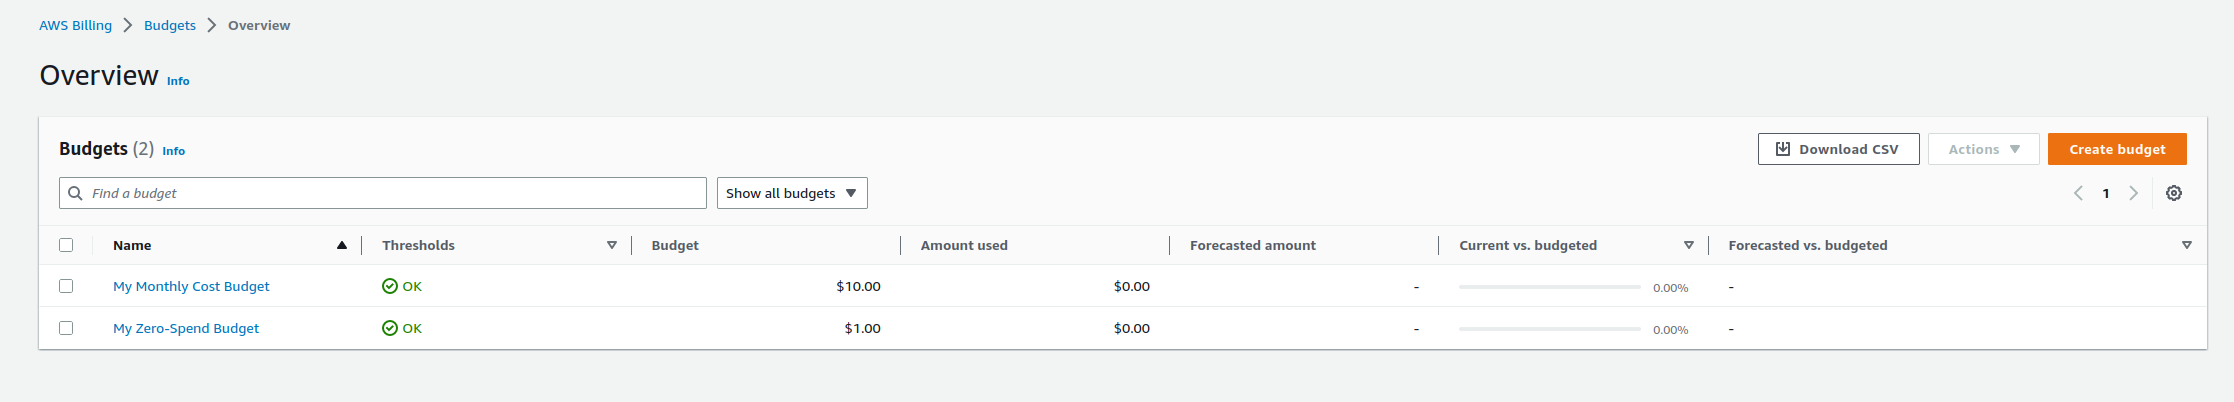 AWS Billing > Budgets > Overview
Overview Info
Budgets (2) Info
Download CSV Actions Create budget
Find a budget Show all budgets 1
Name Thresholds Budget Amount used Forecasted amount Current vs. budgeted Forecasted vs. budgeted
My Monthly Cost Budget OK $10.00 $0.00 - 0.00% -
My Zero-Spend Budget OK $1.00 $0.00 - 0.00% -